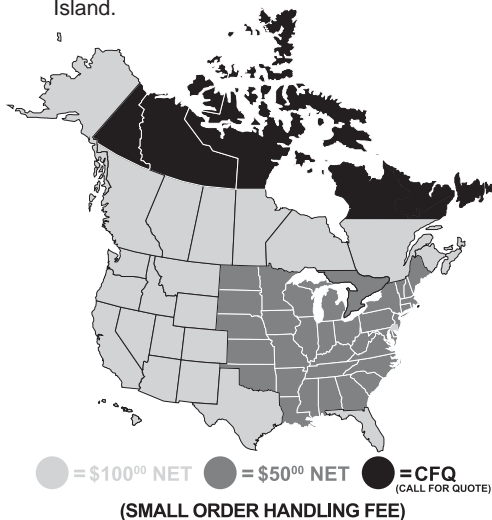 Island.
= $100⁰⁰ NET = $50⁰⁰ NET = CFQ
(CALL FOR QUOTE)
(SMALL ORDER HANDLING FEE)